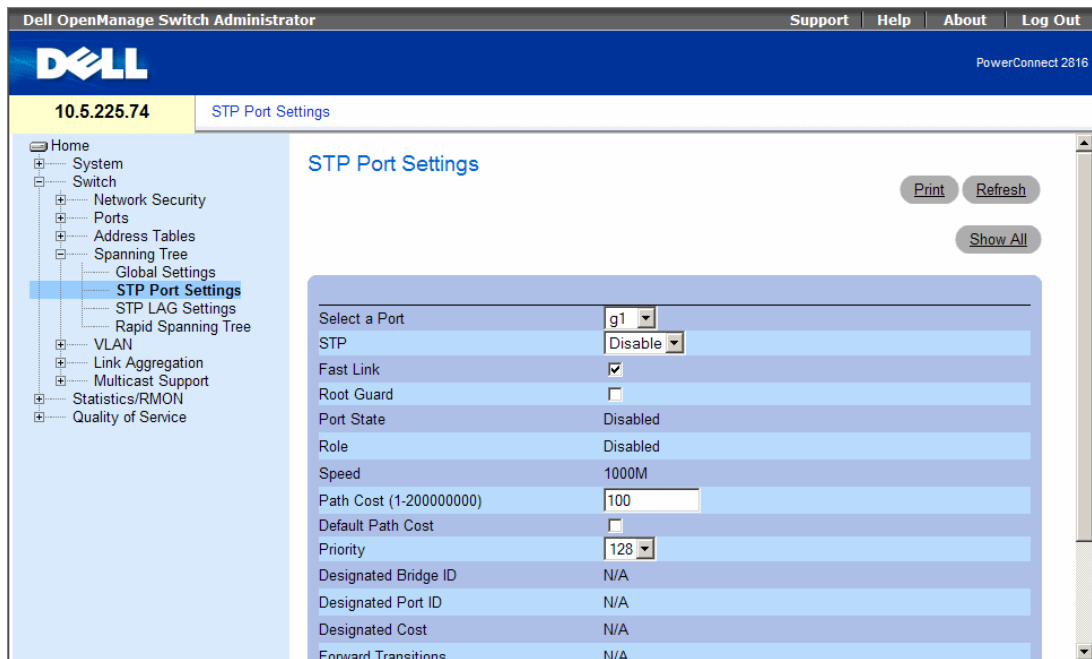 Dell OpenManage Switch Administrator
Support Help About Log Out
DELL
PowerConnect 2816
10.5.225.74
STP Port Settings
Home
System
Switch
Network Security
Ports
Address Tables
Spanning Tree
Global Settings
STP Port Settings
STP LAG Settings
Rapid Spanning Tree
VLAN
Link Aggregation
Multicast Support
Statistics/RMON
Quality of Service
STP Port Settings
Print Refresh
Show All
Select a Port g1
STP Disable
Fast Link
Root Guard
Port State Disabled
Role Disabled
Speed 1000M
Path Cost (1-200000000) 100
Default Path Cost
Priority 128
Designated Bridge ID N/A
Designated Port ID N/A
Designated Cost N/A
Forward Transitions N/A